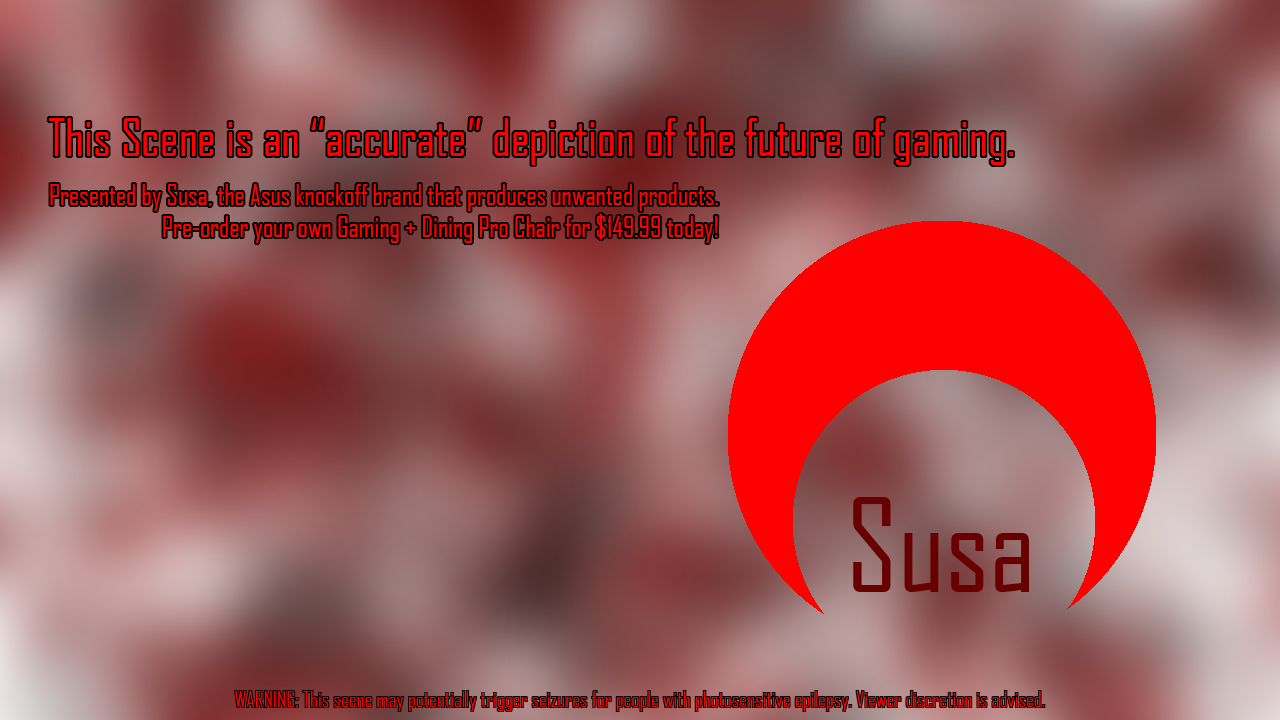 This Scene is an “accurate” depiction of the future of gaming.
Presented by Susa, the Asus knockoff brand that produces unwanted products.
Pre-order your own Gaming + Dining Pro Chair for $149.99 today!
Susa
WARNING: This scene may potentially trigger seizures for people with photosensitive epilepsy. Viewer discretion is advised.